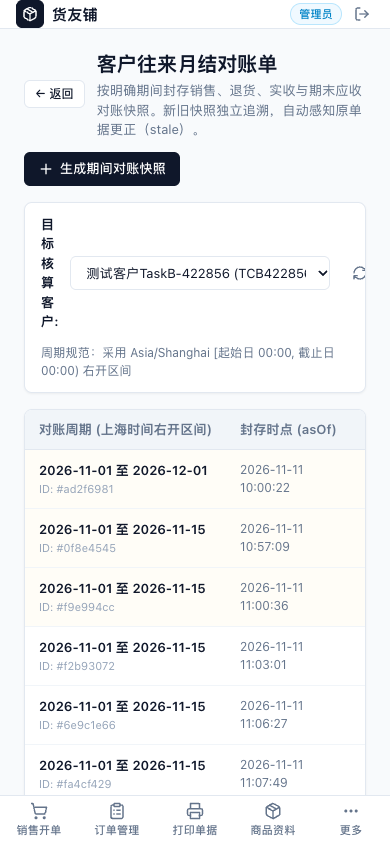 货友铺
管理员
客户往来月结对账单
← 返回
按明确期间封存销售、退货、实收与期末应收
对账快照。新旧快照独立追溯，自动感知原单
据更正（stale）。
＋ 生成期间对账快照
目标核算客户:
测试客户TaskB-422856 (TCB422856
周期规范：采用 Asia/Shanghai [起始日 00:00, 截止日
00:00) 右开区间
对账周期 (上海时间右开区间)
封存时点 (asOf)
2026-11-01 至 2026-12-01
ID: #ad2f6981
2026-11-11
10:00:22
2026-11-01 至 2026-11-15
ID: #0f8e4545
2026-11-11
10:57:09
2026-11-01 至 2026-11-15
ID: #f9e994cc
2026-11-11
11:00:36
2026-11-01 至 2026-11-15
ID: #f2b93072
2026-11-11
11:03:01
2026-11-01 至 2026-11-15
ID: #6e9c1e66
2026-11-11
11:06:27
2026-11-01 至 2026-11-15
ID: #fa4cf429
2026-11-11
11:07:49
销售开单
订单管理
打印单据
商品资料
更多